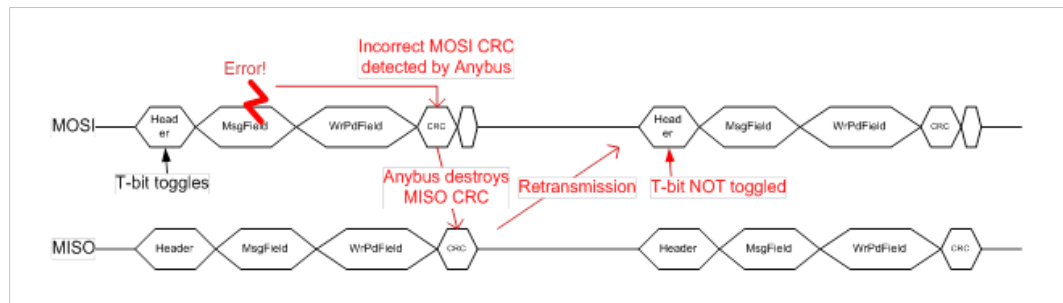 Incorrect MOSI CRC
detected by Anybus
Error!
MOSI
Head
er
MsgField
WrPdField
CRC
Head
er
MsgField
WrPdField
CRC
T-bit toggles
Anybus destroys
MISO CRC
Retransmission
T-bit NOT toggled
MISO
Header
MsgField
WrPdField
CRC
Header
MsgField
WrPdField
CRC